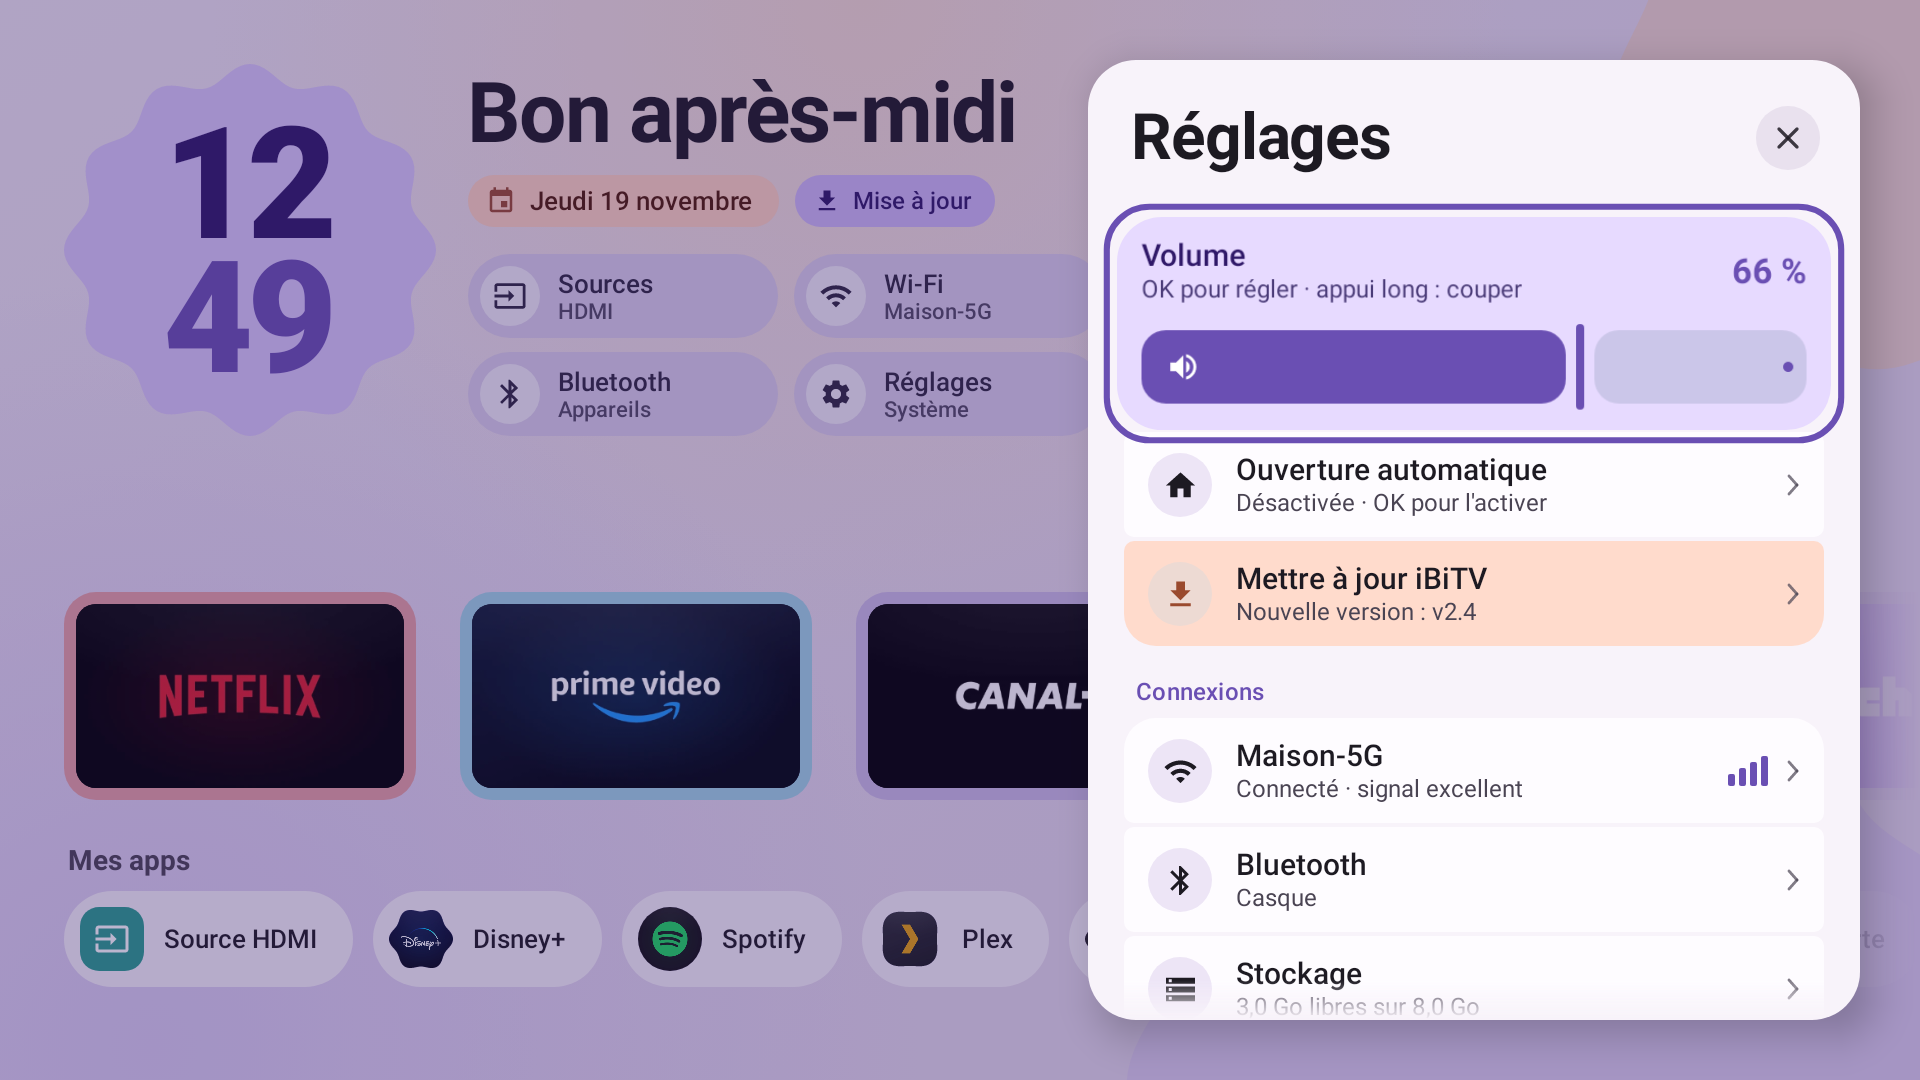 12
49
Bon après-midi
Jeudi 19 novembre
Mise à jour
Sources
HDMI
Wi-Fi
Maison-5G
Bluetooth
Appareils
Réglages
Système
NETFLIX
prime video
CANAL+
Mes apps
Source HDMI
Disney+
Disney+
Spotify
Plex
Réglages
Volume
OK pour régler · appui long : couper
66 %
Ouverture automatique
Désactivée · OK pour l'activer
Mettre à jour iBiTV
Nouvelle version : v2.4
Connexions
Maison-5G
Connecté · signal excellent
Bluetooth
Casque
Stockage
3,0 Go libres sur 8,0 Go
ch
te